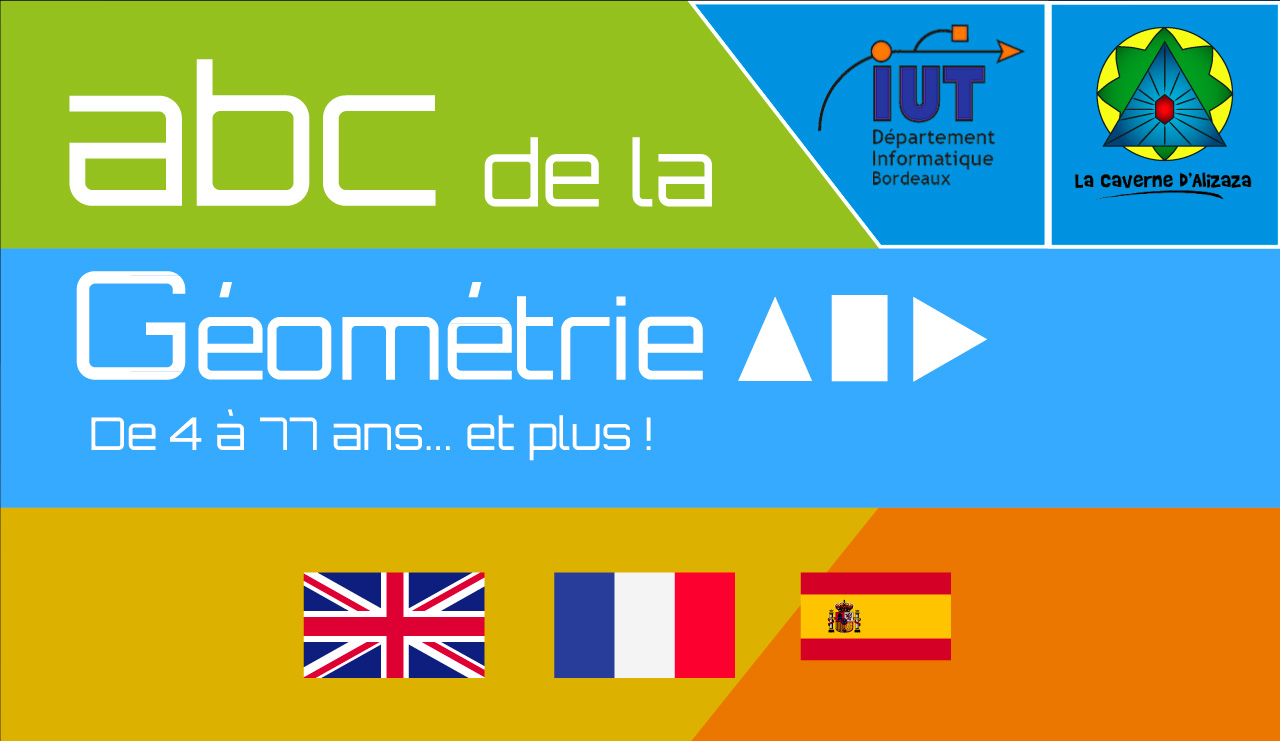 abc de la
IUT
Département
Informatique
Bordeaux
La Caverne D'Alizaza
Géométrie
De 4 à 77 ans... et plus !